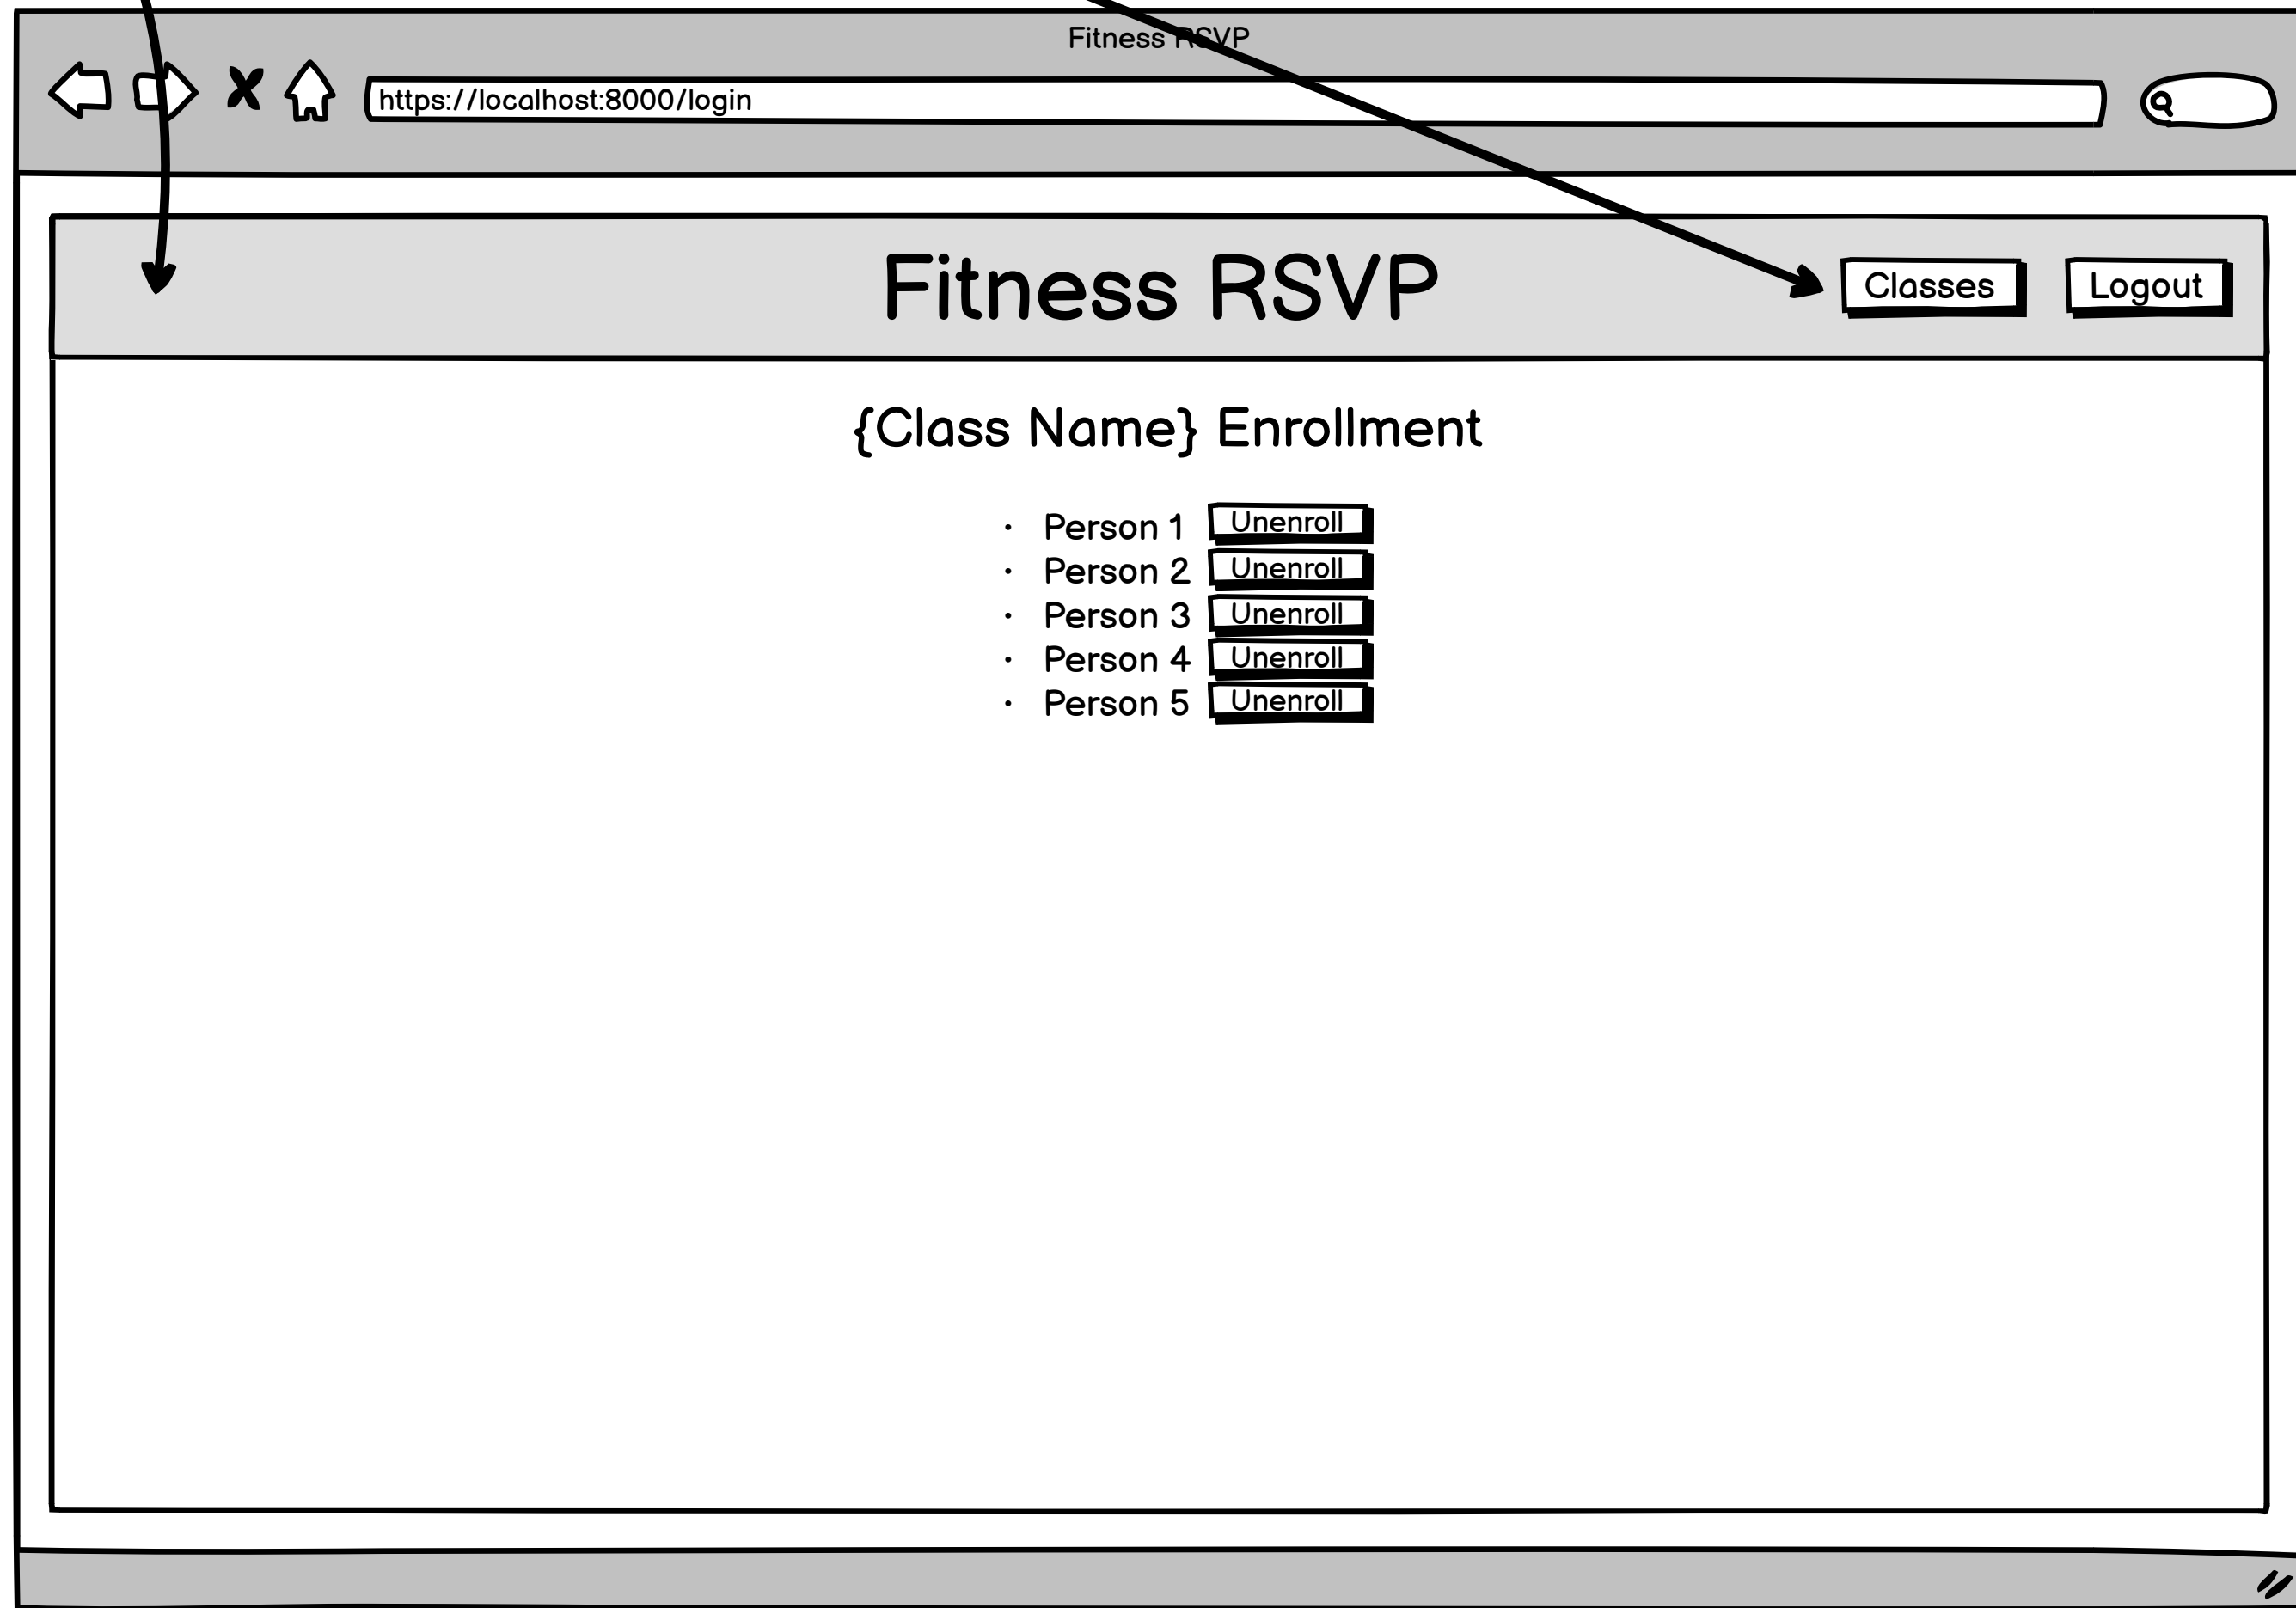 Fitness RSVP
https://localhost:8000/login
Fitness RSVP
Classes
Logout
{Class Name} Enrollment
• Person 1 Unenroll
• Person 2 Unenroll
• Person 3 Unenroll
• Person 4 Unenroll
• Person 5 Unenroll